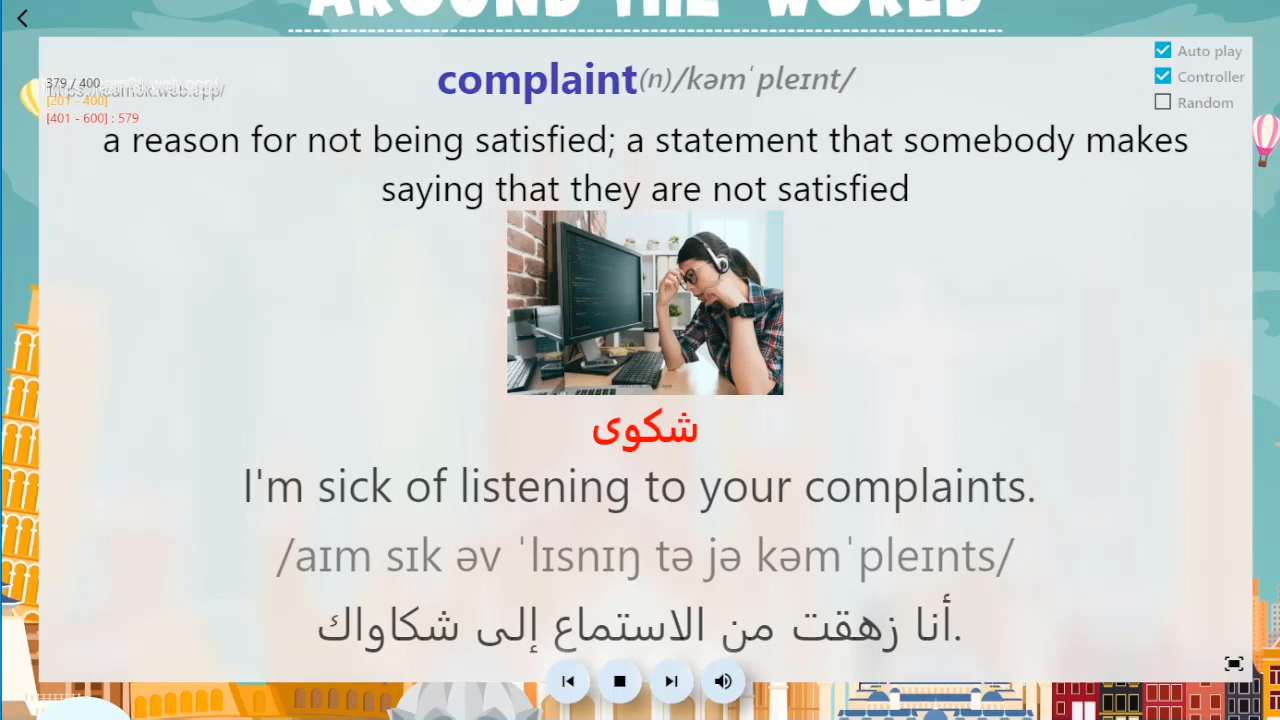 AROUND THE WORLD
379 / 400
[201 - 400]
[401 - 600] : 579
complaint(n)/kəmˈpleɪnt/
Auto play
Controller
Random
a reason for not being satisfied; a statement that somebody makes
saying that they are not satisfied
شكوى
I'm sick of listening to your complaints.
/aɪm sɪk əv ˈlɪsnɪŋ tə jə kəmˈpleɪnts/
أنا زهقت من الاستماع إلى شكاواك.